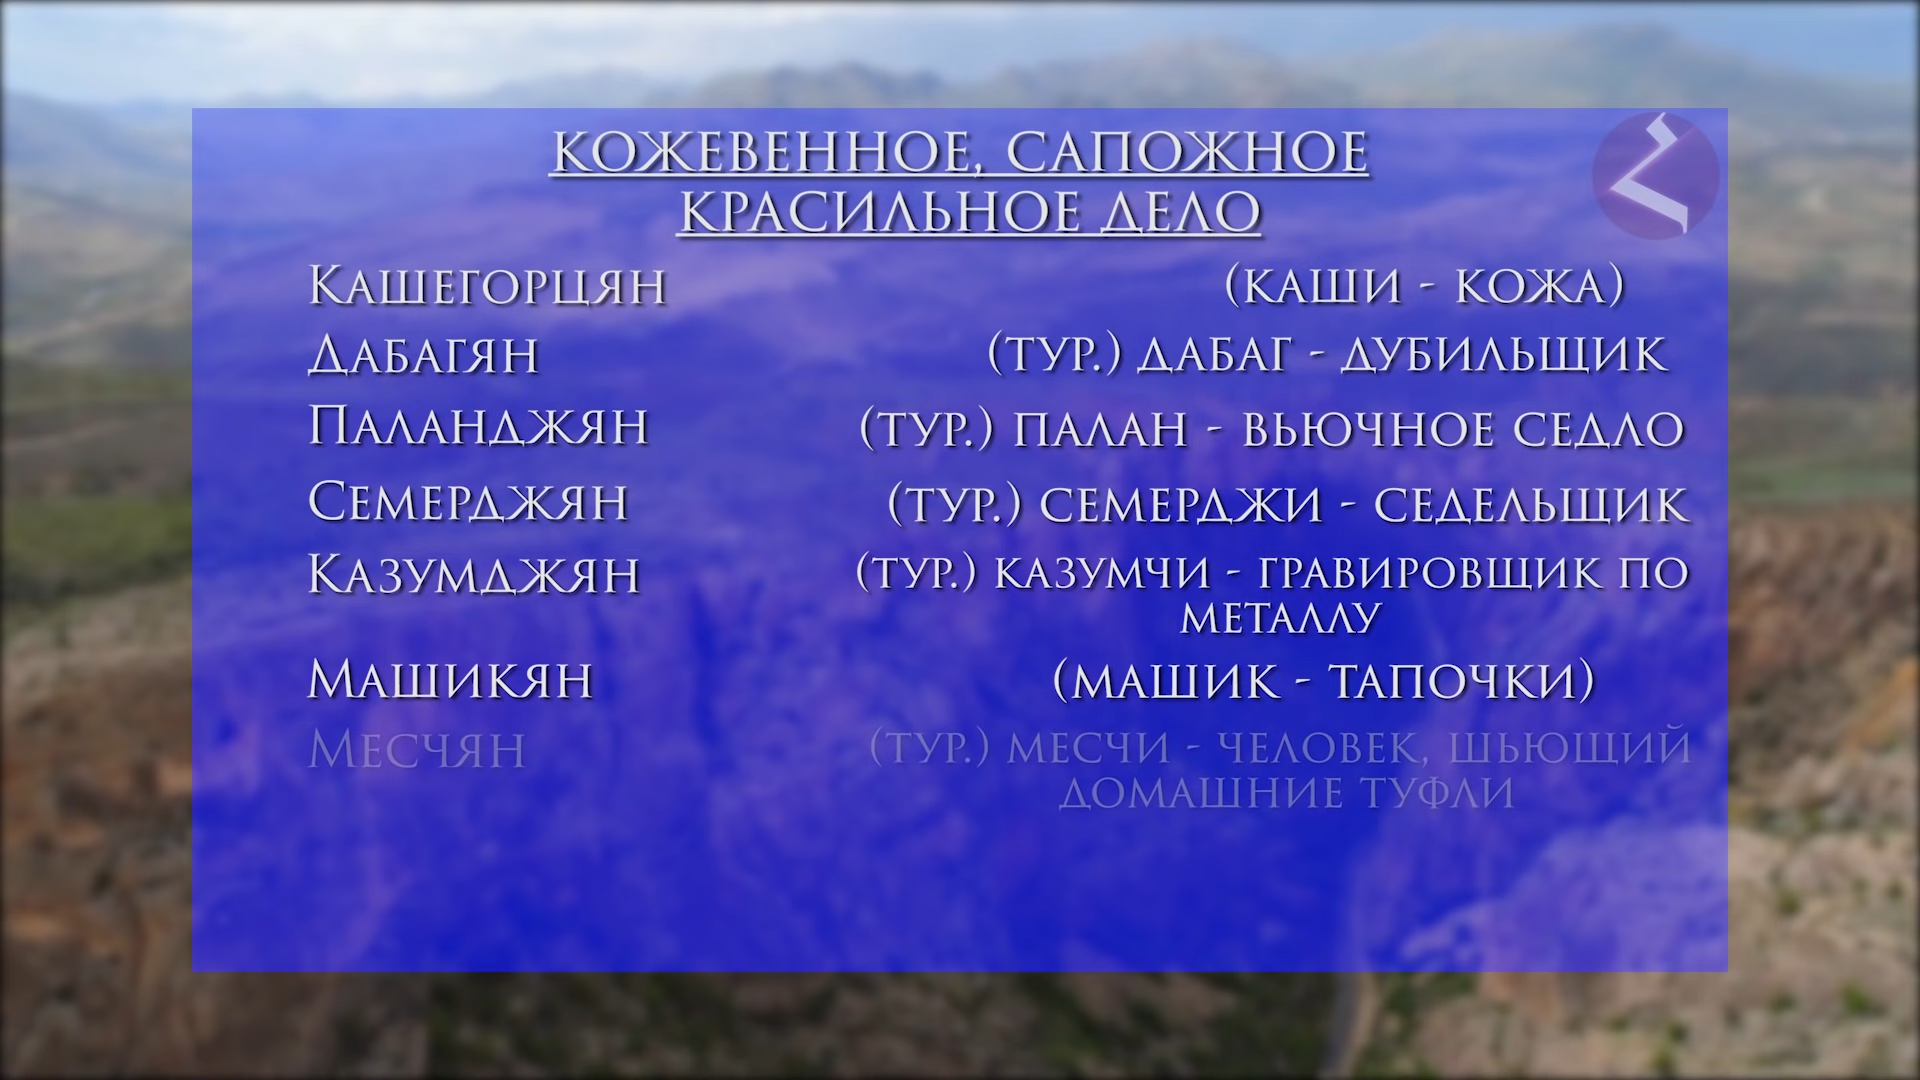 КОЖЕВЕННОЕ, САПОЖНОЕ
КРАСИЛЬНОЕ ДЕЛО
КАШЕГОРЦЯН (КАШИ - КОЖА)
ДАБАГЯН (ТУР.) ДАБАГ - ДУБИЛЬЩИК
ПАЛАНДЖЯН (ТУР.) ПАЛАН - ВЬЮЧНОЕ СЕДЛО
СЕМЕРДЖЯН (ТУР.) СЕМЕРДЖИ - СЕДЕЛЬЩИК
КАЗУМДЖЯН (ТУР.) КАЗУМЧИ - ГРАВИРОВЩИК ПО
МЕТАЛЛУ
МАШИКЯН (МАШИК - ТАПОЧКИ)
МЕСЧЯН (ТУР.) МЕСЧИ - ЧЕЛОВЕК, ШЬЮЩИЙ
ДОМАШНИЕ ТУФЛИ